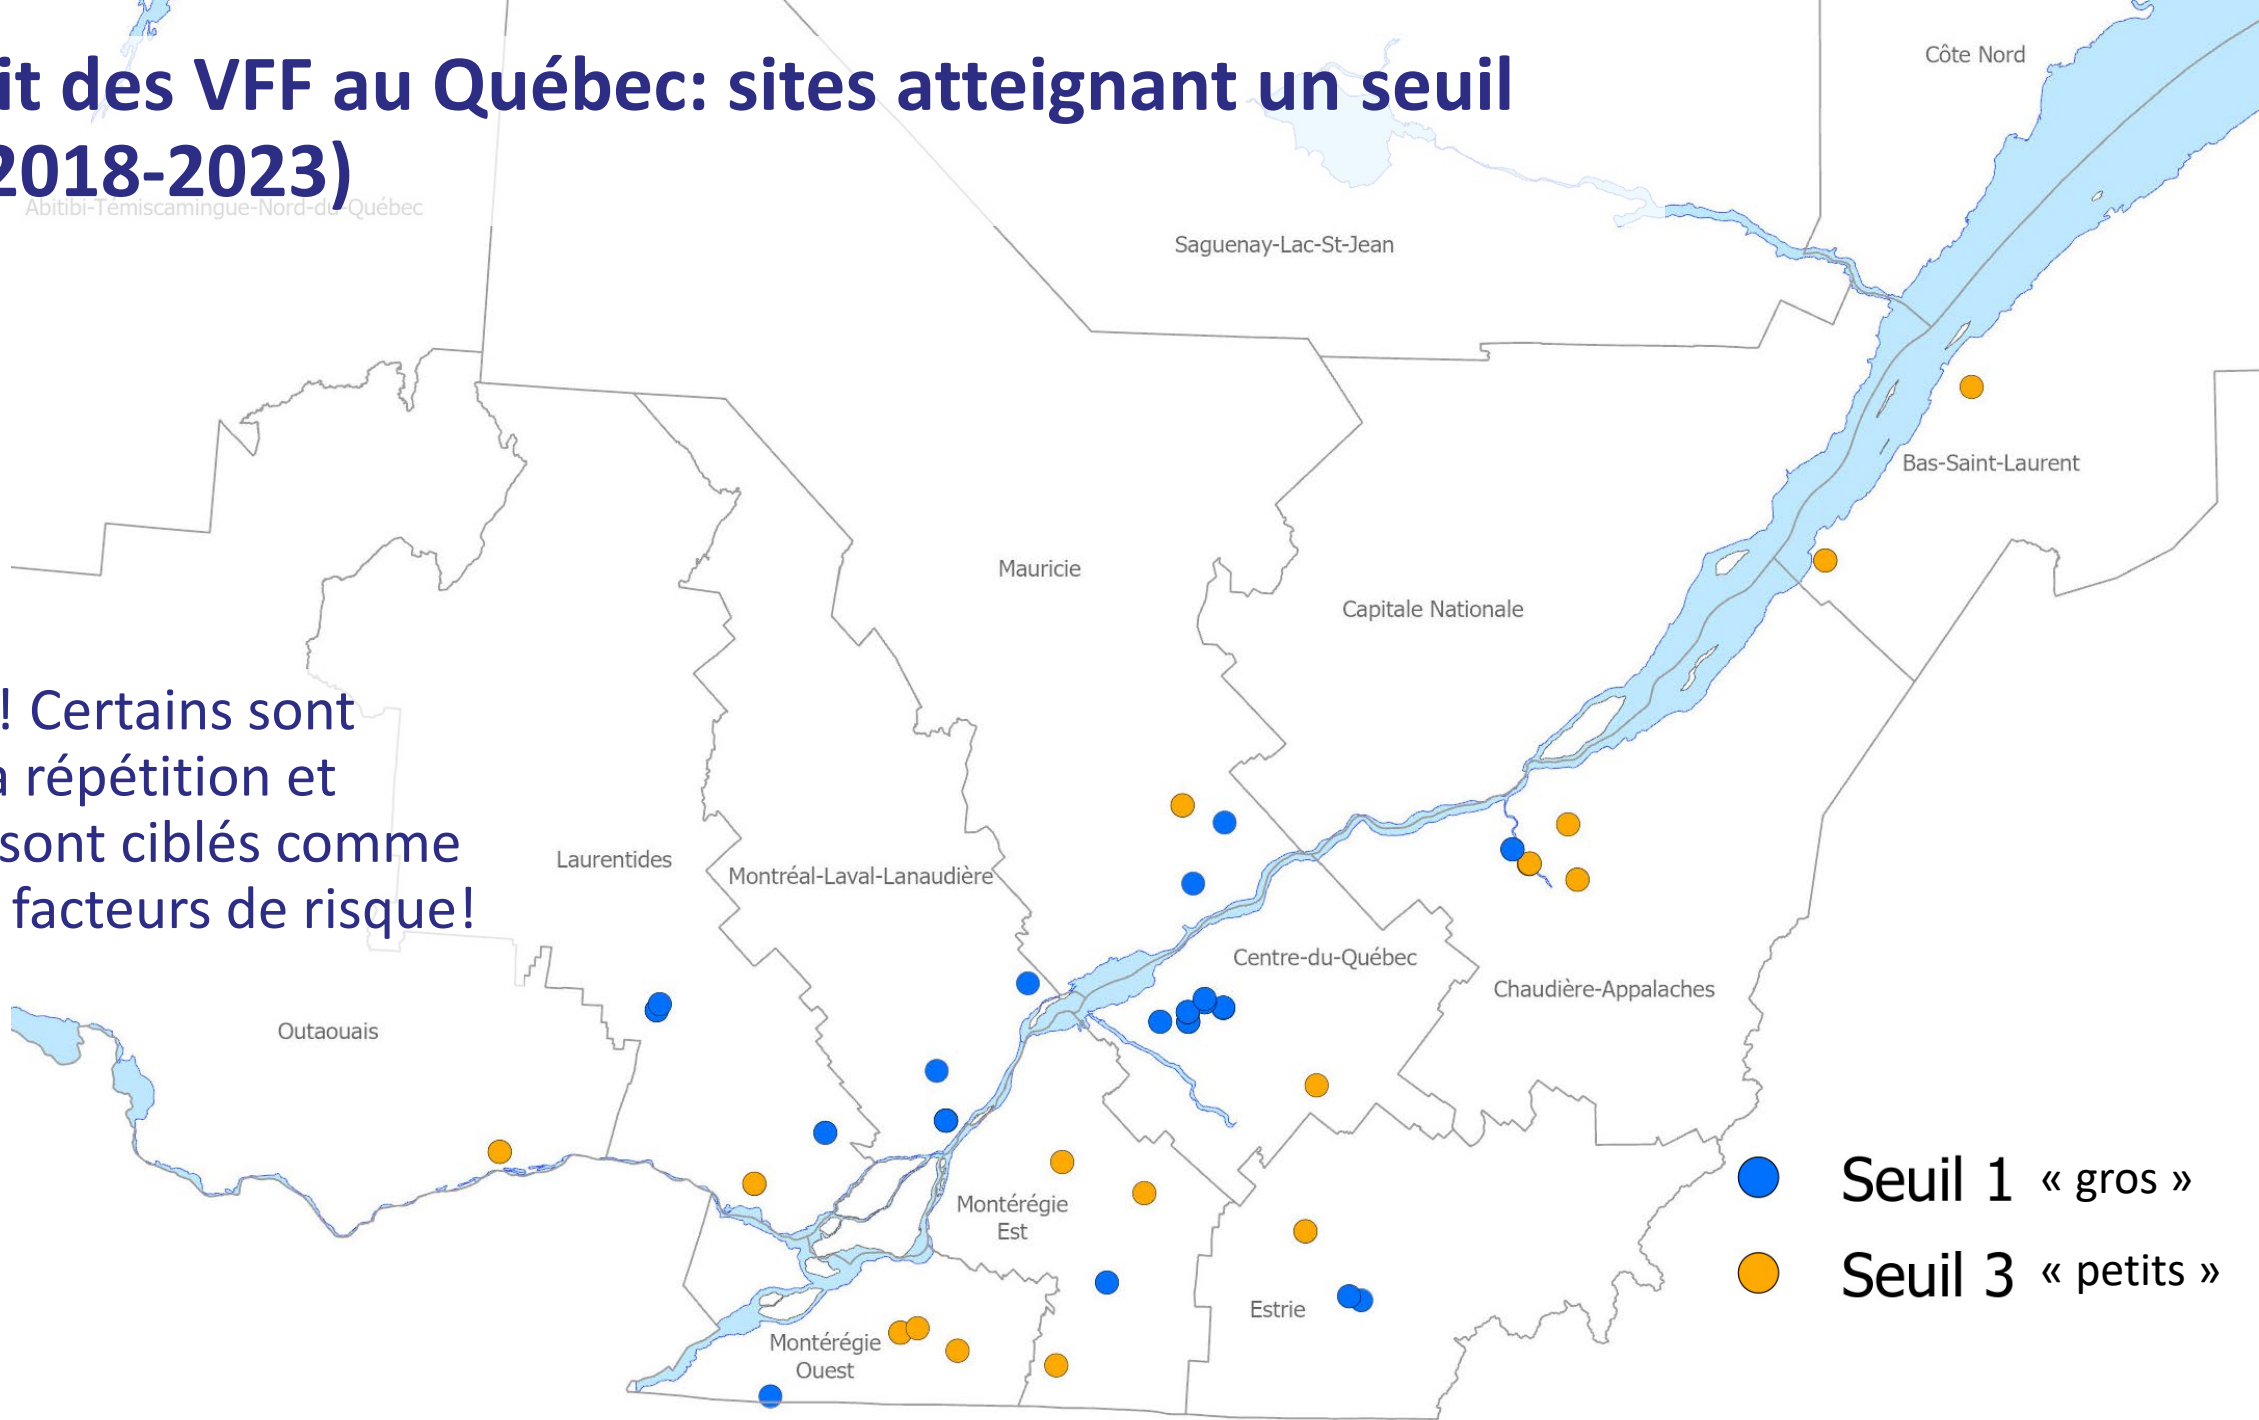 it des VFF au Québec: sites atteignant un seuil
2018-2023)
Côte Nord
Abitibi-Témiscamingue-Nord-du-Québec
Saguenay-Lac-St-Jean
Bas-Saint-Laurent
Mauricie
Capitale Nationale
! Certains sont
à répétition et
sont ciblés comme
facteurs de risque!
Laurentides
Montréal-Laval-Lanaudière
Centre-du-Québec
Chaudière-Appalaches
Outaouais
Montérégie
Est
Estrie
Montérégie
Ouest
Seuil 1 « gros »
Seuil 3 « petits »